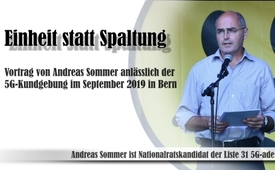 Einheit statt Spaltung
Vortrag von Andreas Sommer anlässlich der
5G-Kundgebung im September 2019 in Bern
Andreas Sommer ist Nationalratskandidat der Liste 31 5G-ade